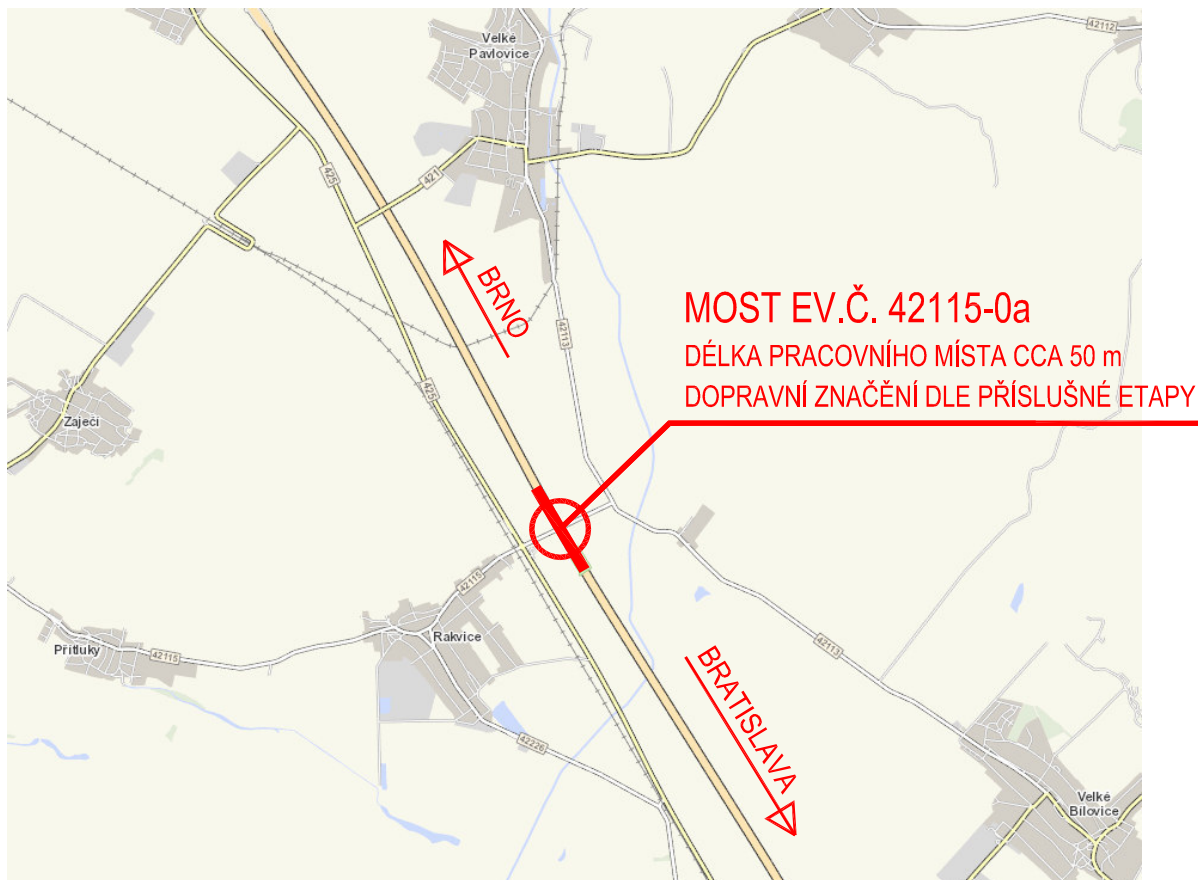 42112
Velké
Pavlovice
425
421
BRNO
MOST EV.Č. 42115-0a
DÉLKA PRACOVNÍHO MÍSTA CCA 50 m
DOPRAVNÍ ZNAČĚNÍ DLE PŘÍSLUŠNÉ ETAPY
42113
425
Zaječí
42115
Rakvice
42113
Přítluky
42115
BRATISLAVA
42226
Velké
Bílovice